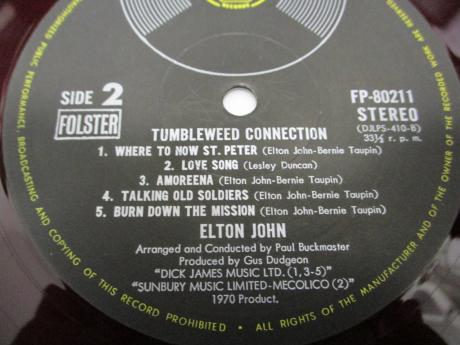 RECORDS
SIDE 2
FOLSTER
FP-80211
STEREO
(DJLPS-410-B)
33⅓ r. p. m.
TUMBLEWEED CONNECTION
1. WHERE TO NOW ST. PETER (Elton John-Bernie Taupin)
2. LOVE SONG (Lesley Duncan)
3. AMOREENA (Elton John-Bernie Taupin)
4. TALKING OLD SOLDIERS (Elton John-Bernie Taupin)
5. BURN DOWN THE MISSION (Elton John-Bernie Taupin)
ELTON JOHN
Arranged and Conducted by Paul Buckmaster
Produced by Gus Dudgeon
"DICK JAMES MUSIC LTD. (1, 3-5)"
"SUNBURY MUSIC LIMITED-MECOLICO (2)"
1970 Product.
UNAUTHORIZED PUBLIC PERFORMANCE, BROADCASTING AND COPYING OF THIS RECORD PROHIBITED • ALL RIGHTS OF THE MANUFACTURER AND OF THE OWNER OF THE RECORDED WORK ARE RESERVED